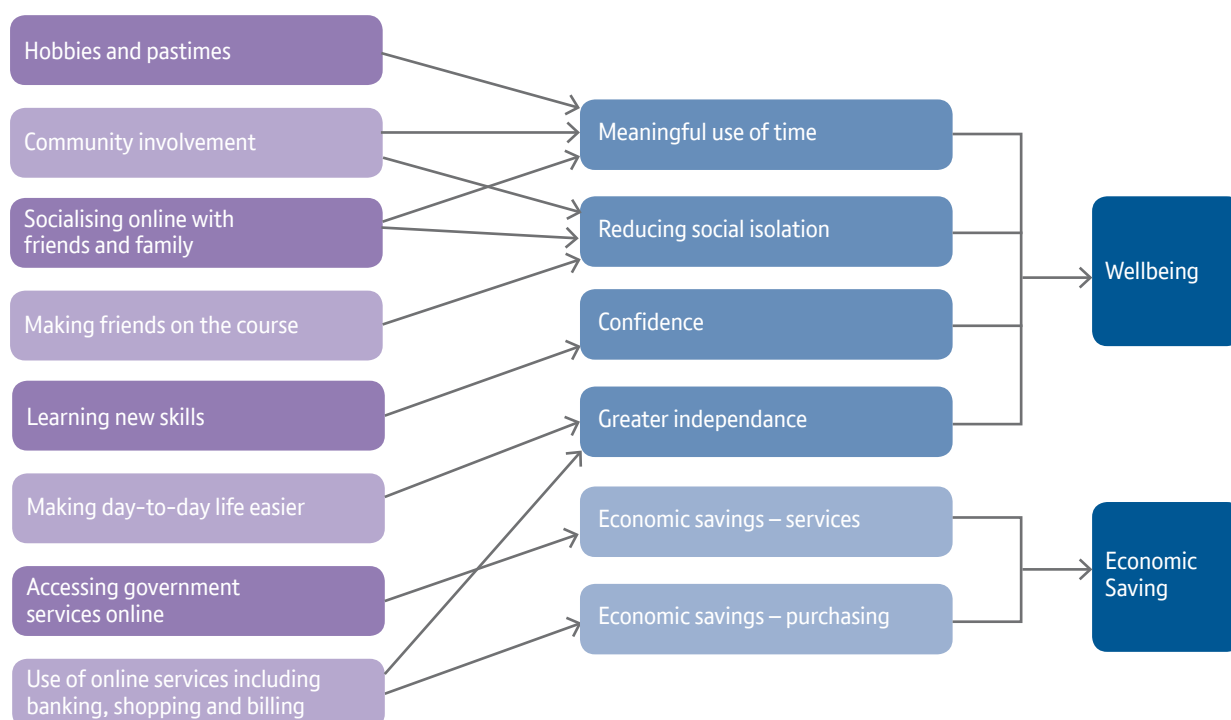 Hobbies and pastimes
Community involvement
Socialising online with
friends and family
Making friends on the course
Learning new skills
Making day-to-day life easier
Accessing government
services online
Use of online services including
banking, shopping and billing
Meaningful use of time
Reducing social isolation
Confidence
Greater independance
Economic savings – services
Economic savings – purchasing
Wellbeing
Economic
Saving